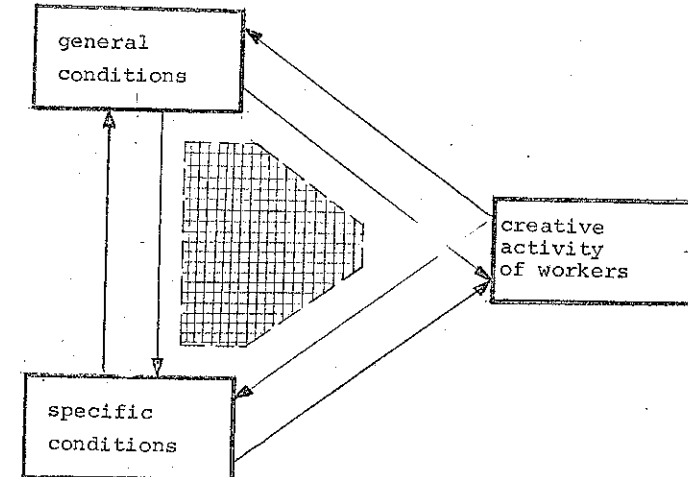 general
conditions
creative
activity
of workers
specific
conditions